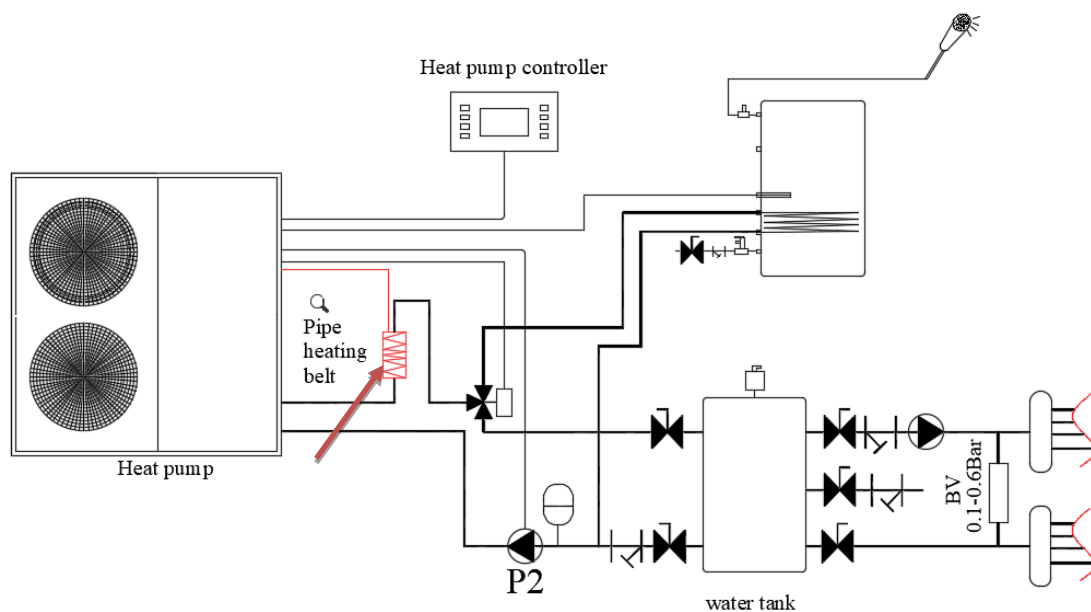 Heat pump controller
Pipe
heating
belt
Heat pump
BV
0.1-0.6Bar
P2
water tank